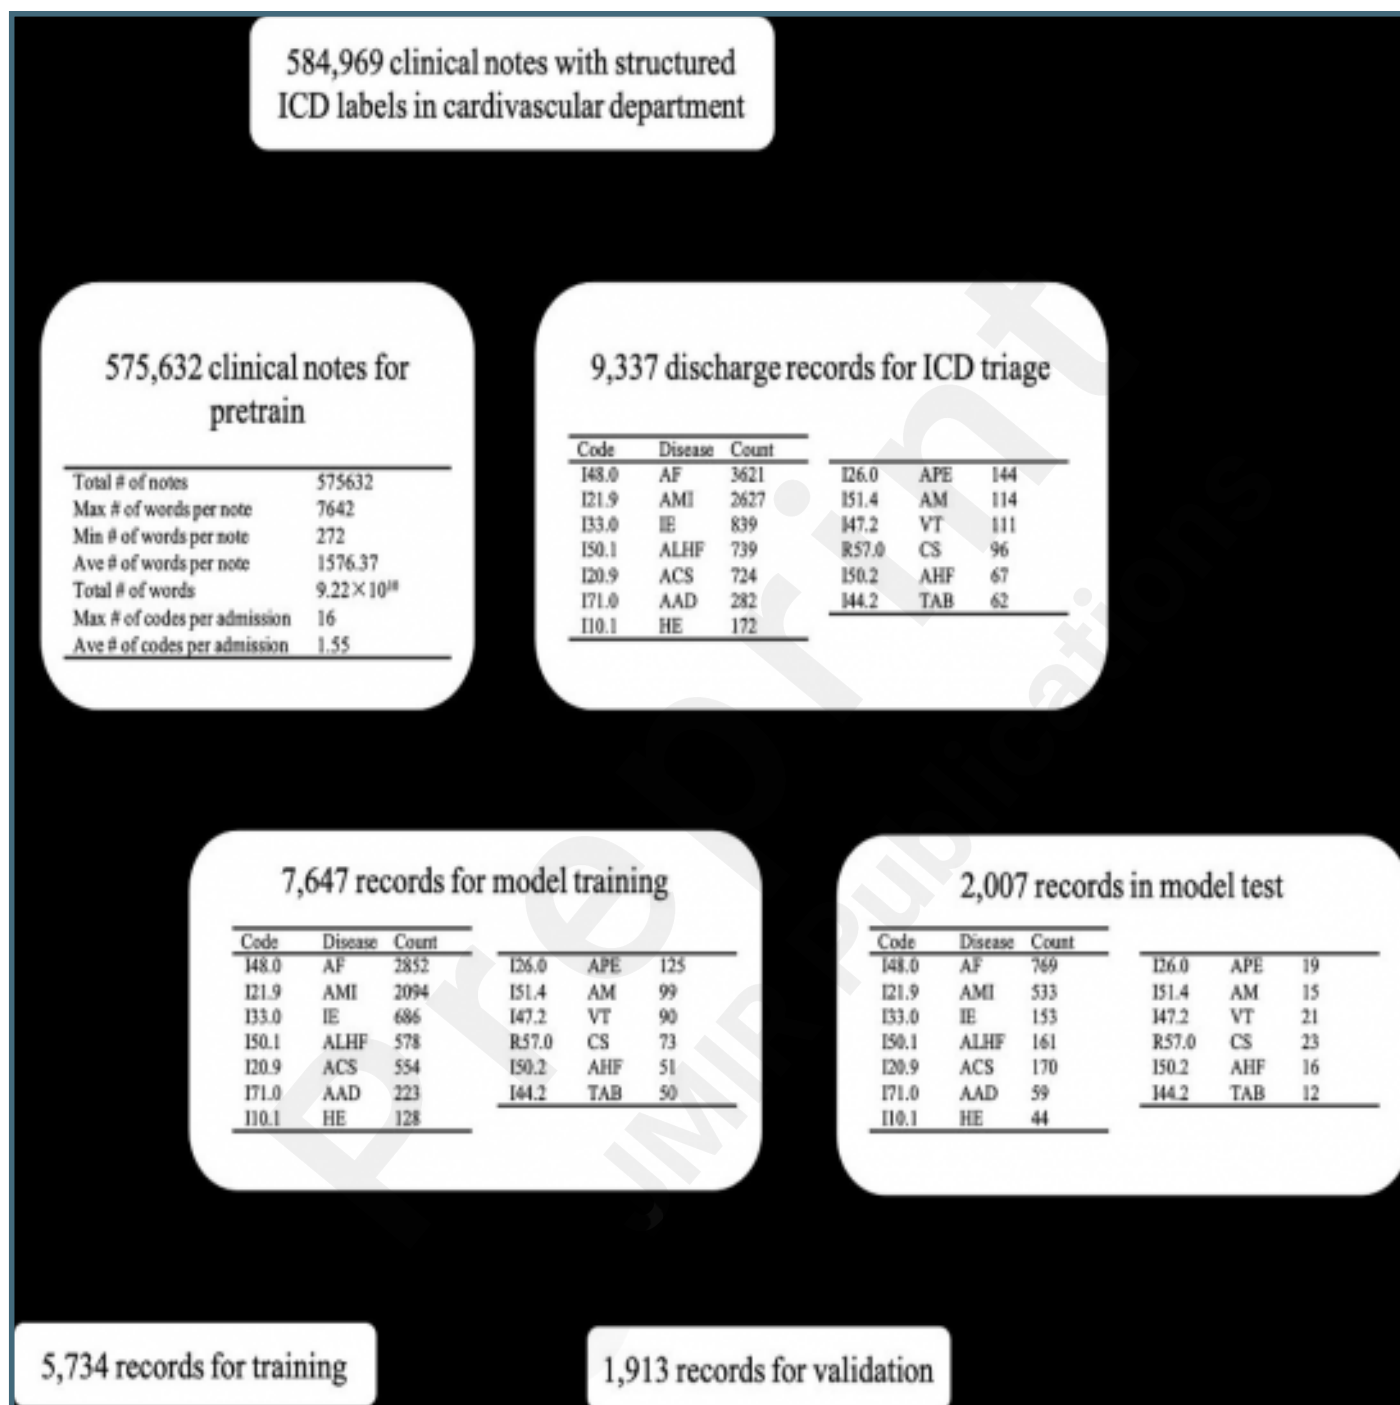 584,969 clinical notes with structured
ICD labels in cardivascular department
575,632 clinical notes for
pretrain
Total # of notes 575632
Max # of words per note 7642
Min # of words per note 272
Ave # of words per note 1576.37
Total # of words
Max # of codes per admission 16
Ave # of codes per admission 1.55
9,337 discharge records for ICD triage
Code Disease Count
I48.0 AF 3621 I26.0 APE 144
I21.9 AMI 2627 I51.4 AM 114
I33.0 IE 839 I47.2 VT 111
I50.1 ALHF 739 R57.0 CS 96
I20.9 ACS 724 I50.2 AHF 67
I71.0 AAD 282 I44.2 TAB 62
I10.1 HE 172
7,647 records for model training
Code Disease Count
I48.0 AF 2852 I26.0 APE 125
I21.9 AMI 2094 I51.4 AM 99
I33.0 IE 686 I47.2 VT 90
I50.1 ALHF 578 R57.0 CS 73
I20.9 ACS 554 I50.2 AHF 51
I71.0 AAD 223 I44.2 TAB 50
I10.1 HE 128
2,007 records in model test
Code Disease Count
I48.0 AF 769 I26.0 APE 19
I21.9 AMI 533 I51.4 AM 15
I33.0 IE 153 I47.2 VT 21
I50.1 ALHF 161 R57.0 CS 23
I20.9 ACS 170 I50.2 AHF 16
I71.0 AAD 59 I44.2 TAB 12
I10.1 HE 44
5,734 records for training
1,913 records for validation
Preprint
JMIR Publications